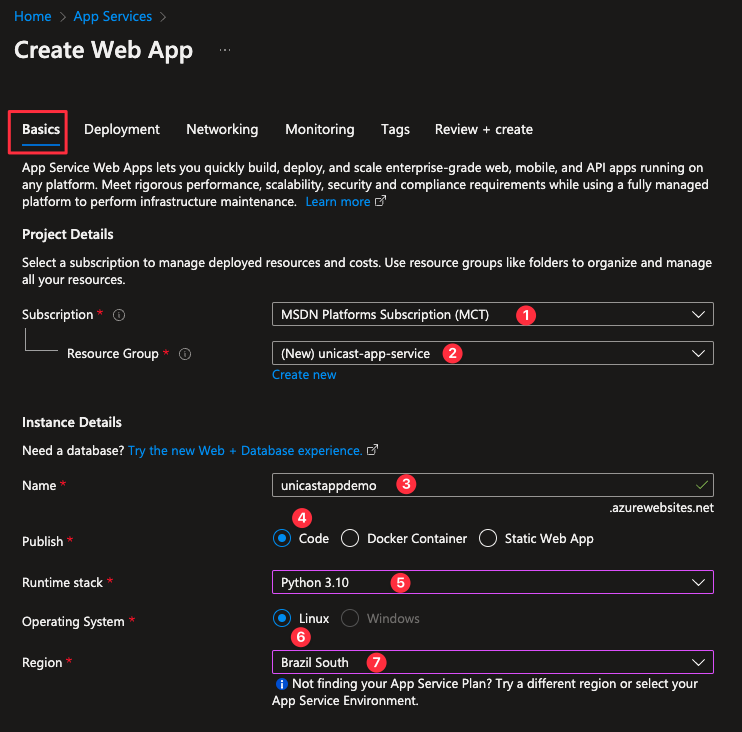 Home > App Services >
Create Web App ...
Basics Deployment Networking Monitoring Tags Review + create
App Service Web Apps lets you quickly build, deploy, and scale enterprise-grade web, mobile, and API apps running on
any platform. Meet rigorous performance, scalability, security and compliance requirements while using a fully managed
platform to perform infrastructure maintenance. Learn more
Project Details
Select a subscription to manage deployed resources and costs. Use resource groups like folders to organize and manage
all your resources.
Subscription * MSDN Platforms Subscription (MCT) 1
Resource Group * (New) unicast-app-service 2
Create new
Instance Details
Need a database? Try the new Web + Database experience.
Name * unicastappdemo 3
.azurewebsites.net
4
Publish * Code Docker Container Static Web App
Runtime stack * Python 3.10 5
Operating System * Linux Windows
6
Region * Brazil South 7
Not finding your App Service Plan? Try a different region or select your
App Service Environment.